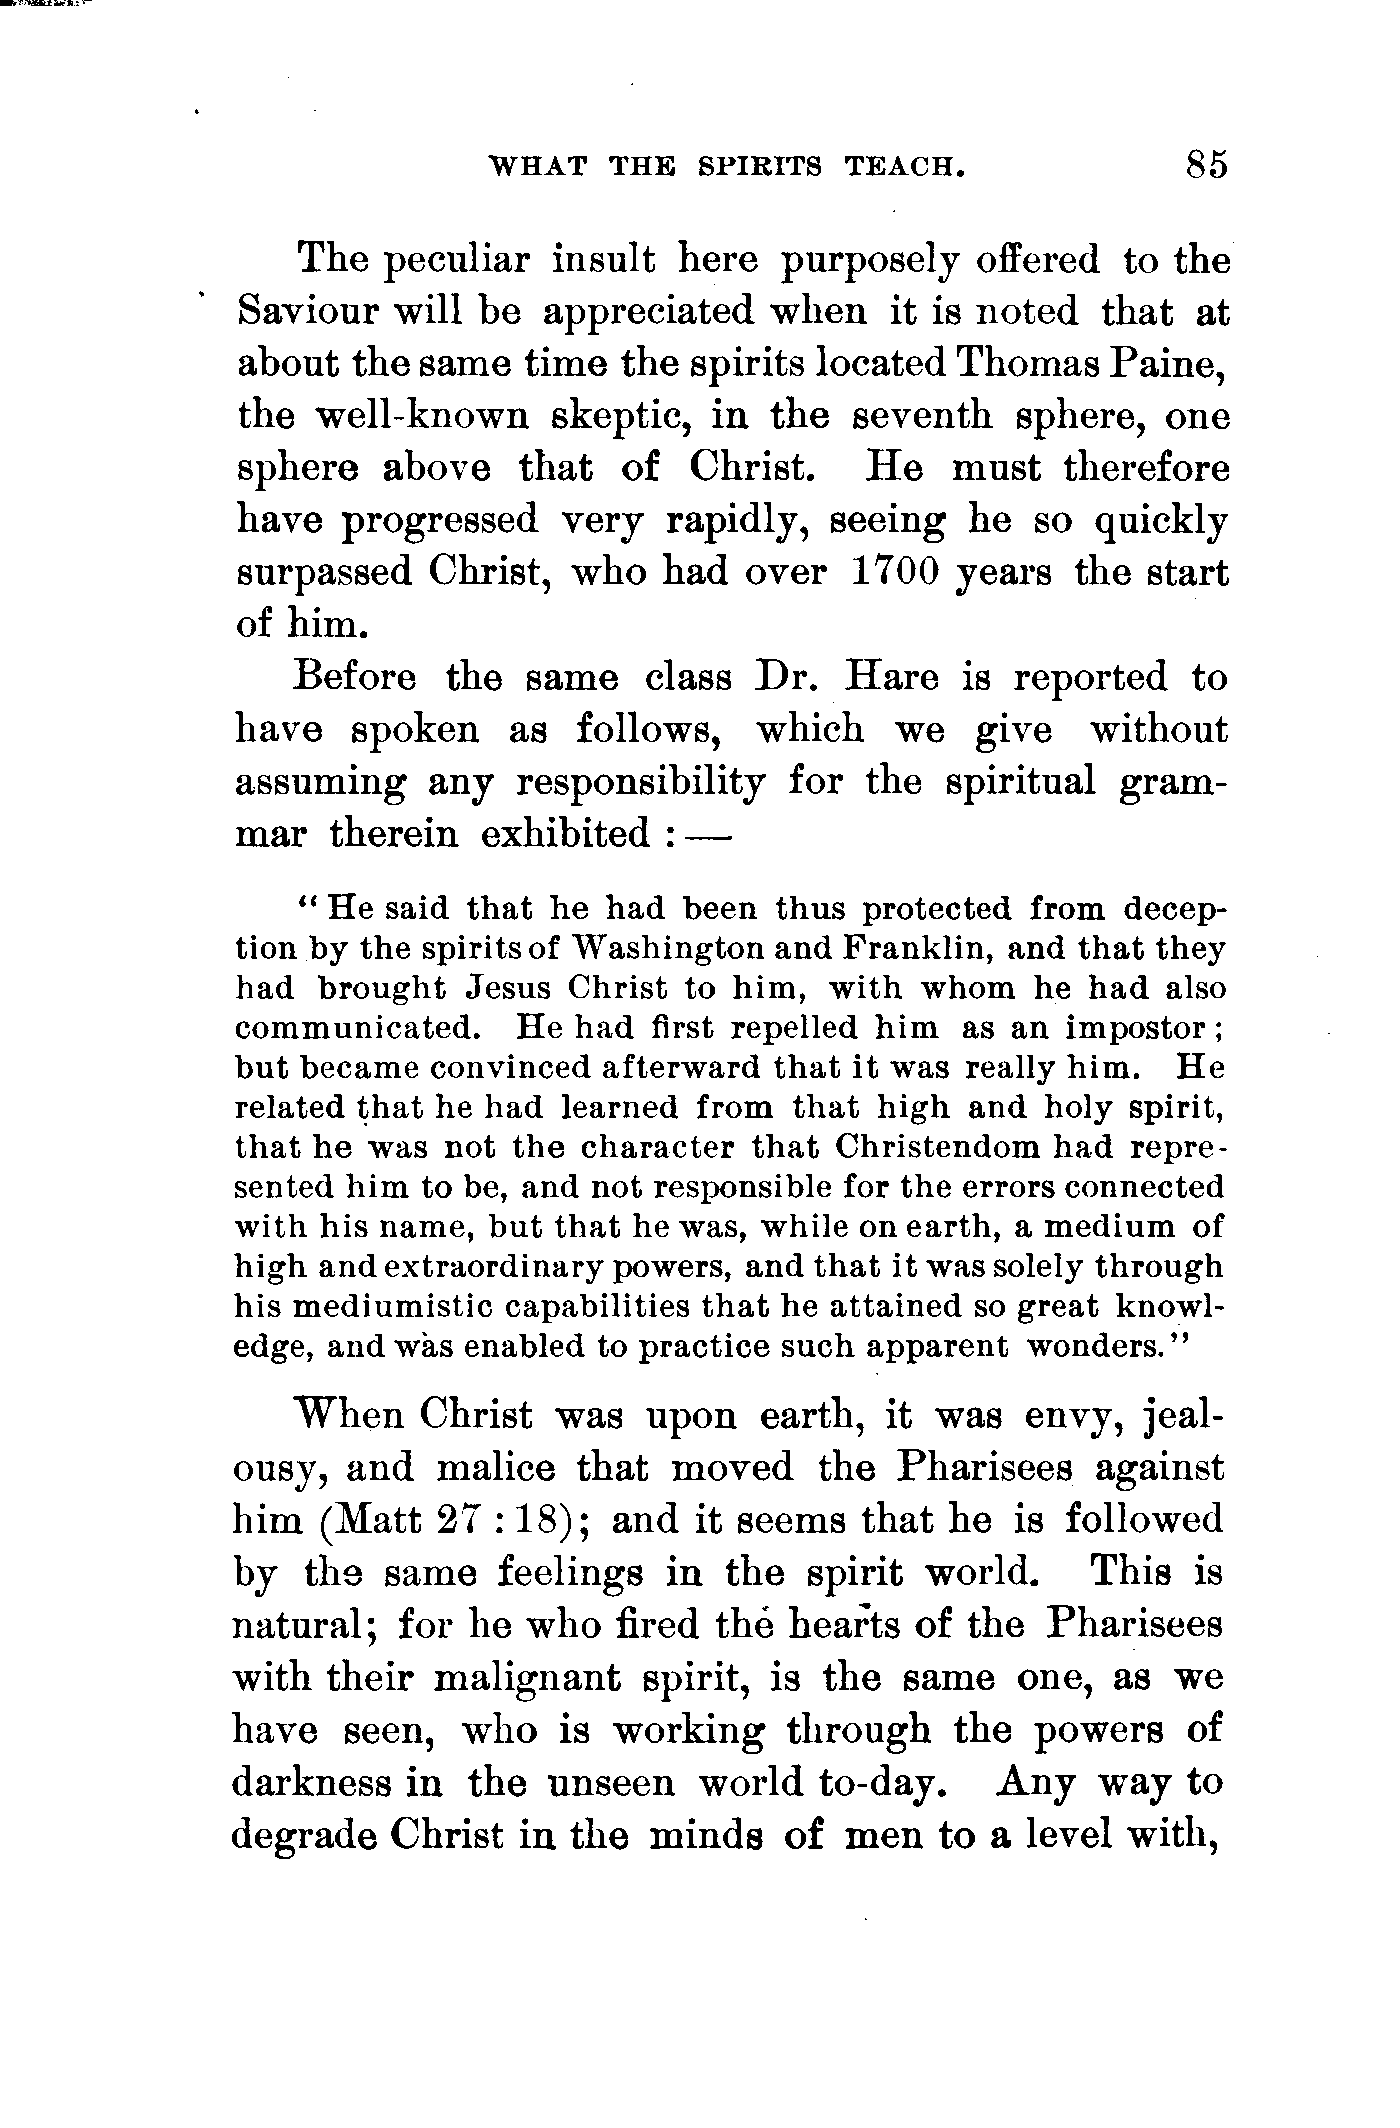 WHAT THE SPIRITS TEACH. 85
The peculiar insult here purposely offered to the
Saviour will be appreciated when it is noted that at
about the same time the spirits located Thomas Paine,
the well-known skeptic, in the seventh sphere, one
sphere above that of Christ. He must therefore
have progressed very rapidly, seeing he so quickly
surpassed Christ, who had over 1700 years the start
of him.
Before the same class Dr. Hare is reported to
have spoken as follows, which we give without
assuming any responsibility for the spiritual gram-
mar therein exhibited : —
“ He said that he had been thus protected from decep-
tion by the spirits of Washington and Franklin, and that they
had brought Jesus Christ to him, with whom he had also
communicated. He had first repelled him as an impostor ;
but became convinced afterward that it was really him. He
related that he had learned from that high and holy spirit,
that he was not the character that Christendom had repre-
sented him to be, and not responsible for the errors connected
with his name, but that he was, while on earth, a medium of
high and extraordinary powers, and that it was solely through
his mediumistic capabilities that he attained so great knowl-
edge, and was enabled to practice such apparent wonders.”
When Christ was upon earth, it was envy, jeal-
ousy, and malice that moved the Pharisees against
him (Matt 27 : 18); and it seems that he is followed
by the same feelings in the spirit world. This is
natural; for he who fired the hearts of the Pharisees
with their malignant spirit, is the same one, as we
have seen, who is working through the powers of
darkness in the unseen world to-day. Any way to
degrade Christ in the minds of men to a level with,